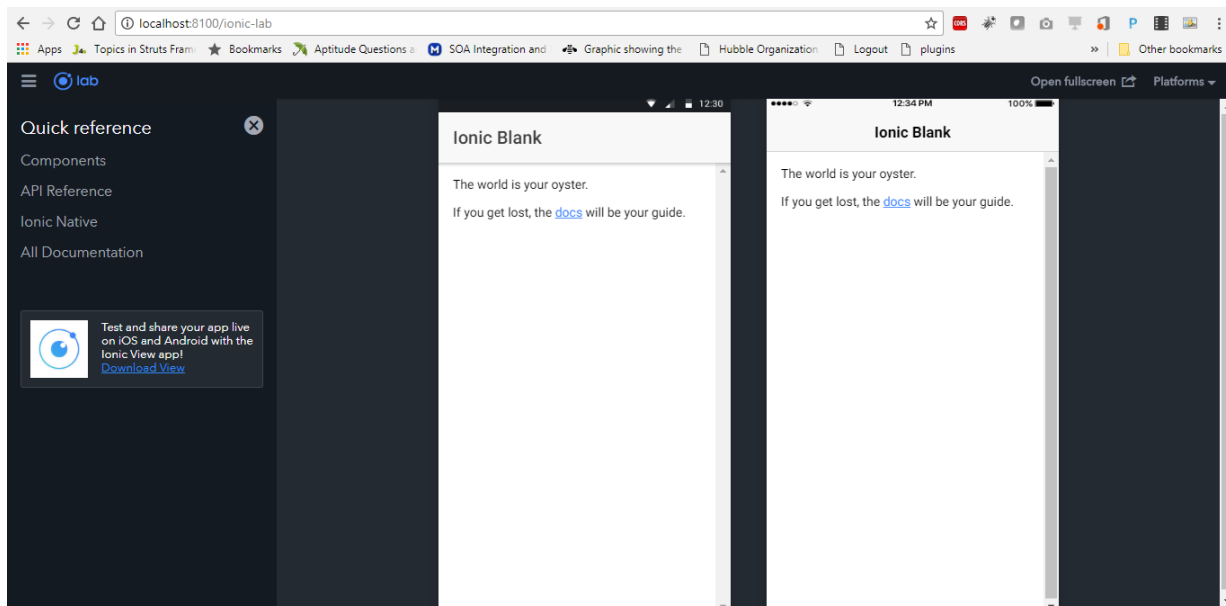 localhost:8100/ionic-lab
CORS
Apps Topics in Struts Fram Bookmarks Aptitude Questions a SOA Integration and Graphic showing the Hubble Organization Logout plugins » Other bookmarks
lab Open fullscreen Platforms
Quick reference
Components
API Reference
Ionic Native
All Documentation
Test and share your app live
on iOS and Android with the
Ionic View app!
Download View
12:30
Ionic Blank
The world is your oyster.
If you get lost, the docs will be your guide.
12:34 PM 100%
Ionic Blank
The world is your oyster.
If you get lost, the docs will be your guide.